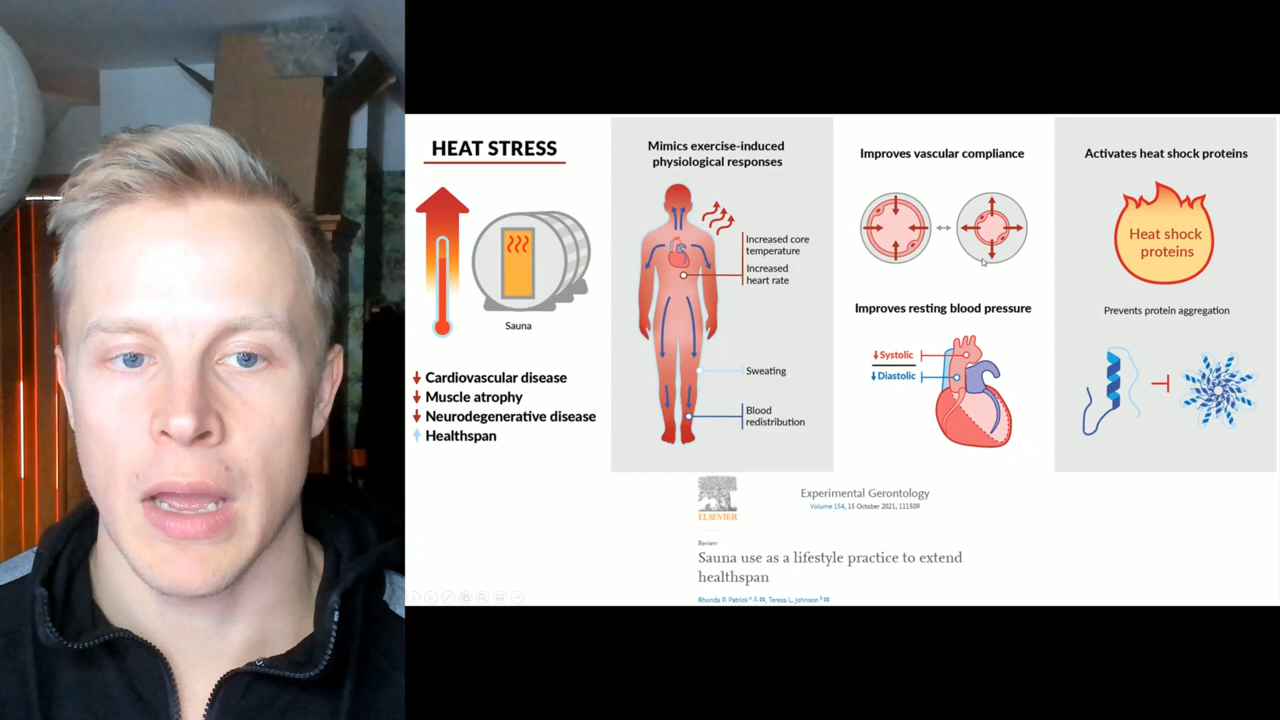 HEAT STRESS
Sauna
Cardiovascular disease
Muscle atrophy
Neurodegenerative disease
Healthspan
Mimics exercise-induced
physiological responses
Increased core
temperature
Increased
heart rate
Sweating
Blood
redistribution
Improves vascular compliance
Improves resting blood pressure
Systolic
Diastolic
Activates heat shock proteins
Heat shock
proteins
Prevents protein aggregation
ELSEVIER
Experimental Gerontology
Volume 154, 15 October 2021, 111509
Review
Sauna use as a lifestyle practice to extend
healthspan
Rhonda P. Patrick a, Teresa L. Johnson b